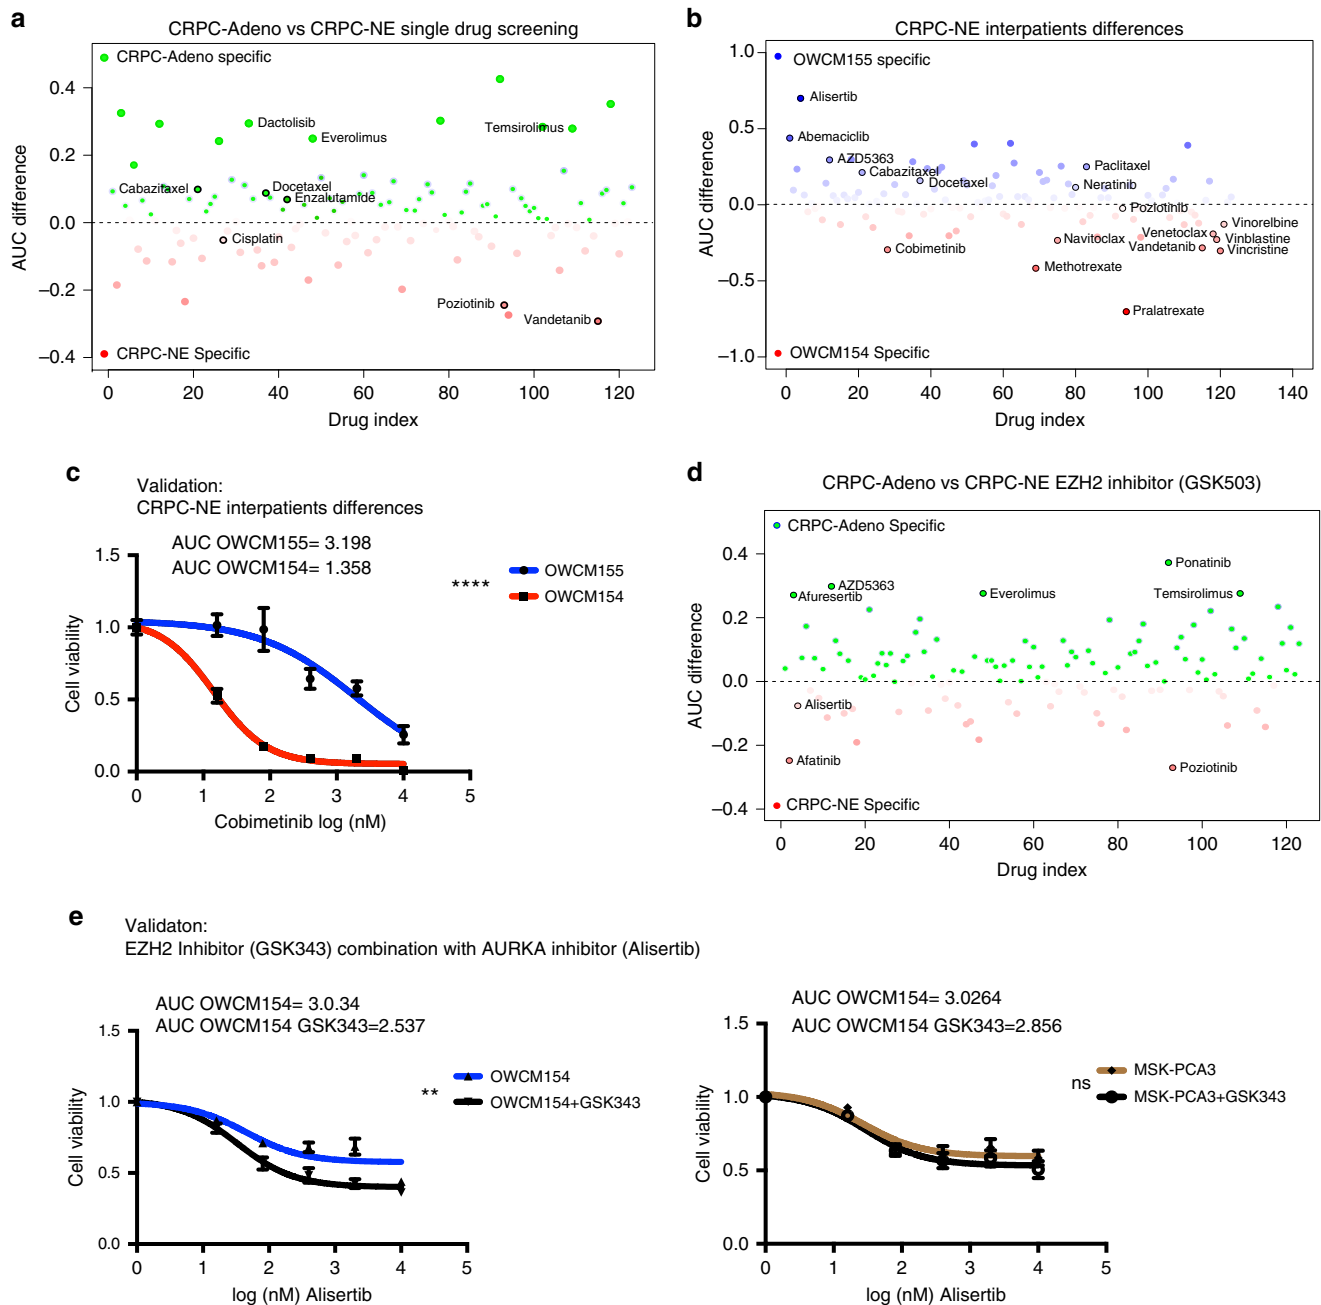 a
CRPC-Adeno vs CRPC-NE single drug screening
CRPC-Adeno specific
Dactolisib
Everolimus
Temsirolimus
Cabazitaxel
Docetaxel
Enzalutamide
Cisplatin
Poziotinib
Vandetanib
CRPC-NE Specific
AUC difference
0.4
0.2
0.0
−0.2
−0.4
0 20 40 60 80 100 120
Drug index
b
CRPC-NE interpatients differences
OWCM155 specific
Alisertib
Abemaciclib
AZD5363
Cabazitaxel
Docetaxel
Paclitaxel
Neratinib
Poziotinib
Vinorelbine
Venetoclax
Vinblastine
Navitoclax
Vandetanib
Vincristine
Cobimetinib
Methotrexate
Pralatrexate
OWCM154 Specific
AUC difference
1.0
0.5
0.0
−0.5
−1.0
0 20 40 60 80 100 120 140
Drug index
c
Validation:
CRPC-NE interpatients differences
AUC OWCM155= 3.198
AUC OWCM154= 1.358
****
OWCM155
OWCM154
Cell viability
1.5
1.0
0.5
0.0
0 1 2 3 4 5
Cobimetinib log (nM)
d
CRPC-Adeno vs CRPC-NE EZH2 inhibitor (GSK503)
CRPC-Adeno Specific
Ponatinib
AZD5363
Afuresertib
Everolimus
Temsirolimus
Alisertib
Afatinib
Poziotinib
CRPC-NE Specific
AUC difference
0.4
0.2
0.0
−0.2
−0.4
0 20 40 60 80 100 120
Drug index
e
Validaton:
EZH2 Inhibitor (GSK343) combination with AURKA inhibitor (Alisertib)
AUC OWCM154= 3.0.34
AUC OWCM154 GSK343=2.537
**
OWCM154
OWCM154+GSK343
Cell viability
1.5
1.0
0.5
0.0
0 1 2 3 4 5
log (nM) Alisertib
AUC OWCM154= 3.0264
AUC OWCM154 GSK343=2.856
ns
MSK-PCA3
MSK-PCA3+GSK343
Cell viability
1.5
1.0
0.5
0.0
0 1 2 3 4 5
log (nM) Alisertib